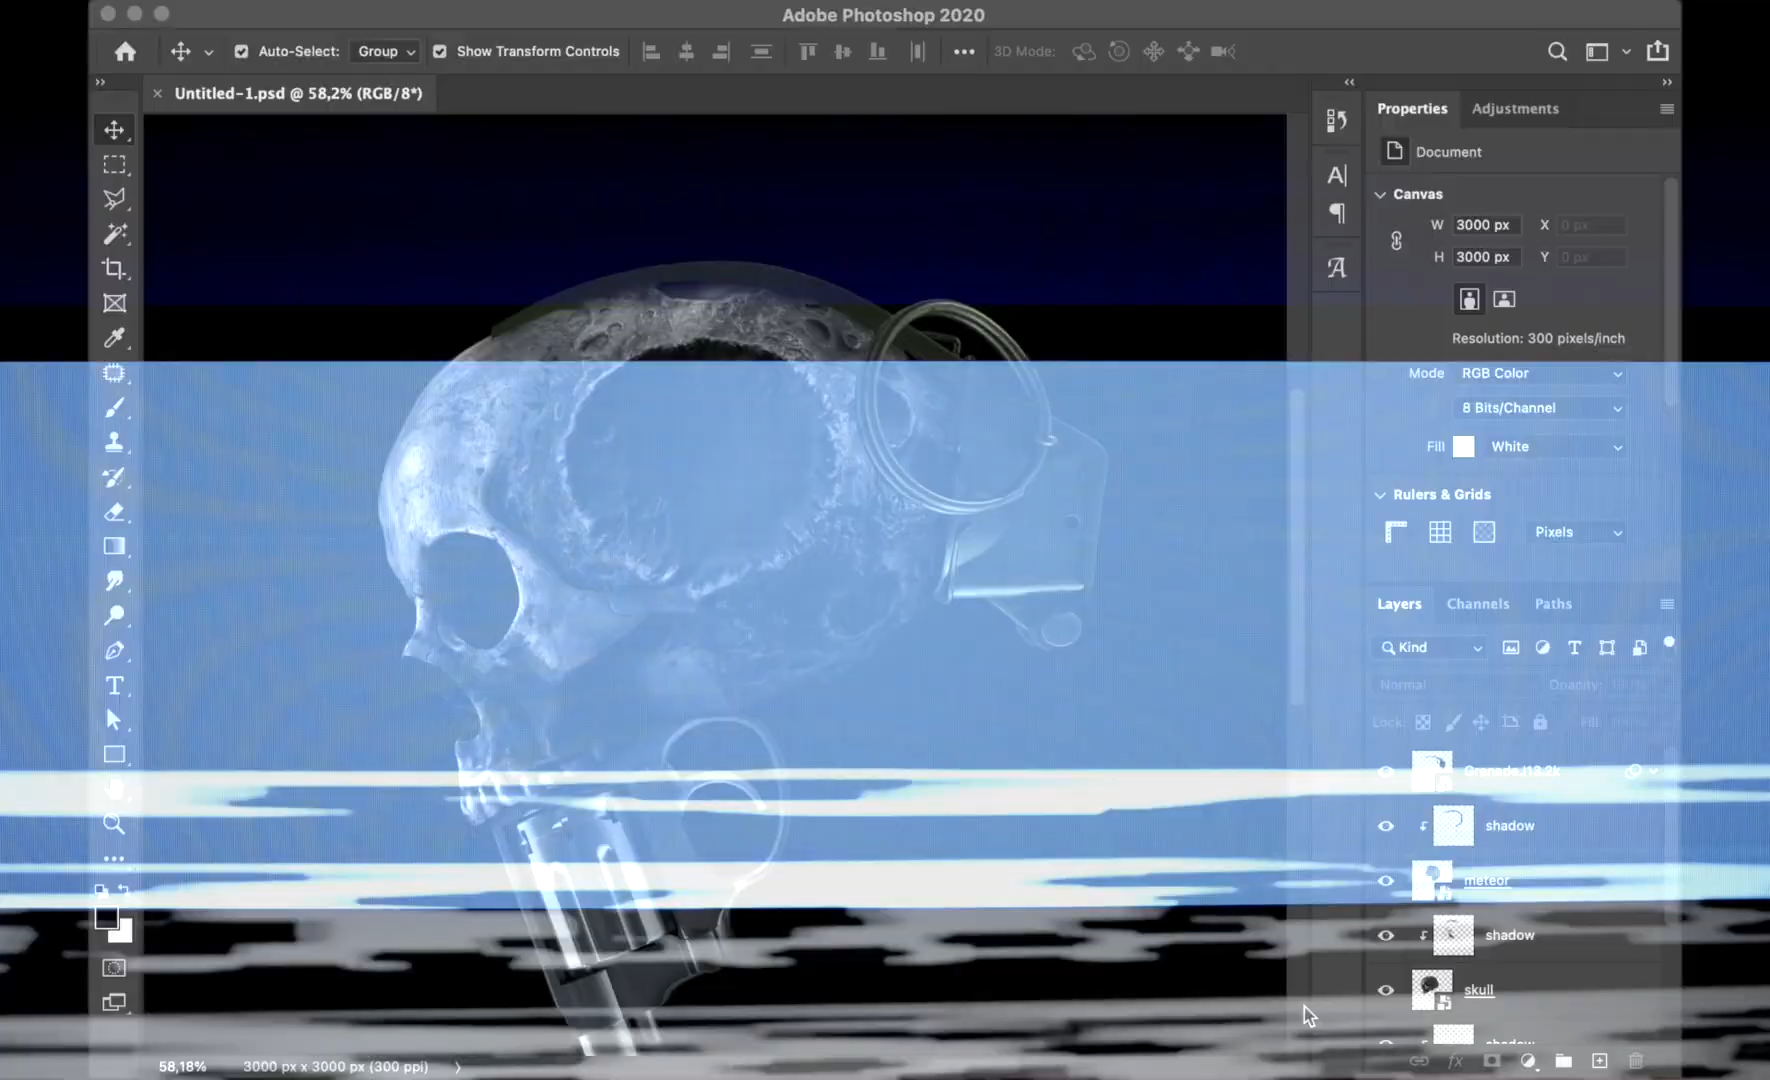 Adobe Photoshop 2020
Auto-Select: Group Show Transform Controls 3D Mode:
Untitled-1.psd @ 58,2% (RGB/8*)
Properties Adjustments
Document
Canvas
W 3000 px X 0 px
H 3000 px Y 0 px
Resolution: 300 pixels/inch
Mode RGB Color
8 Bits/Channel
Fill White
Rulers & Grids
Pixels
Layers Channels Paths
Kind
Normal Opacity: 100%
Lock: Fill
shadow
meteor
shadow
skull
shadow
58,18% 3000 px x 3000 px (300 ppi)